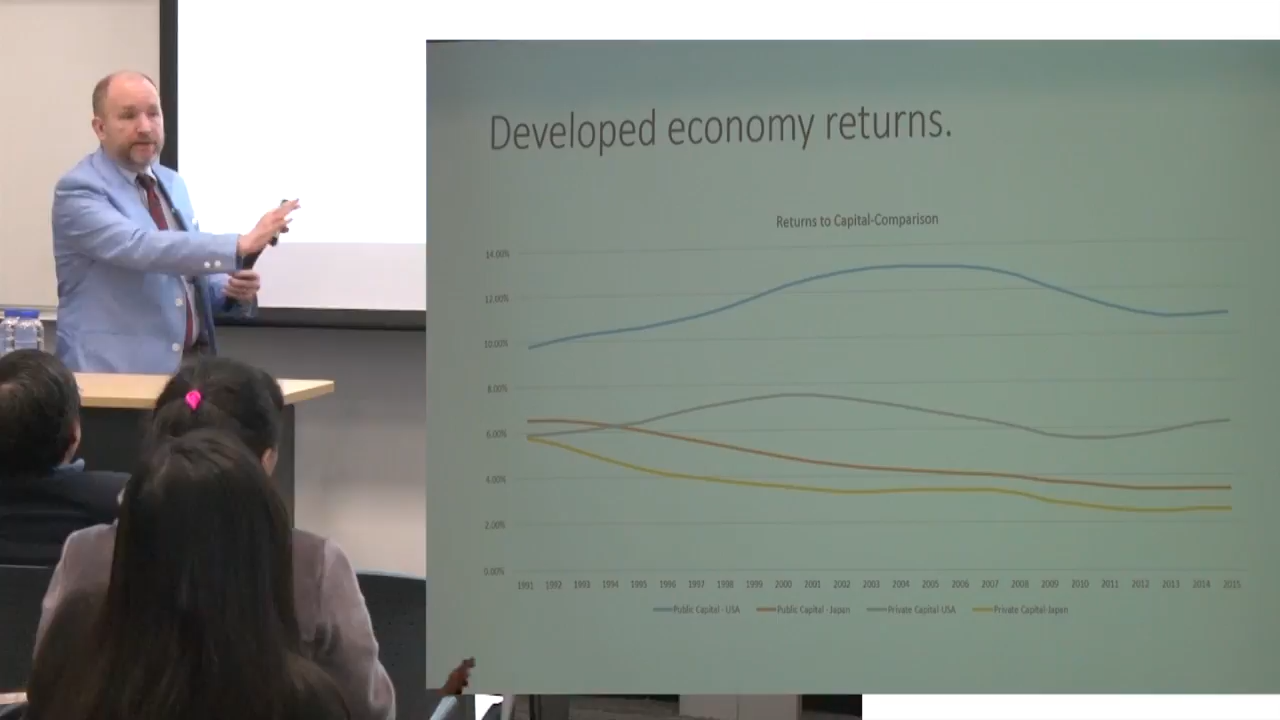 Developed economy returns.
Returns to Capital-Comparison
14.00%
12.00%
10.00%
8.00%
6.00%
4.00%
2.00%
0.00%
1991 1992 1993 1994 1995 1996 1997 1998 1999 2000 2001 2002 2003 2004 2005 2006 2007 2008 2009 2010 2011 2012 2013 2014 2015
Public Capital - USA Public Capital - Japan Private Capital-USA Private Capital-Japan